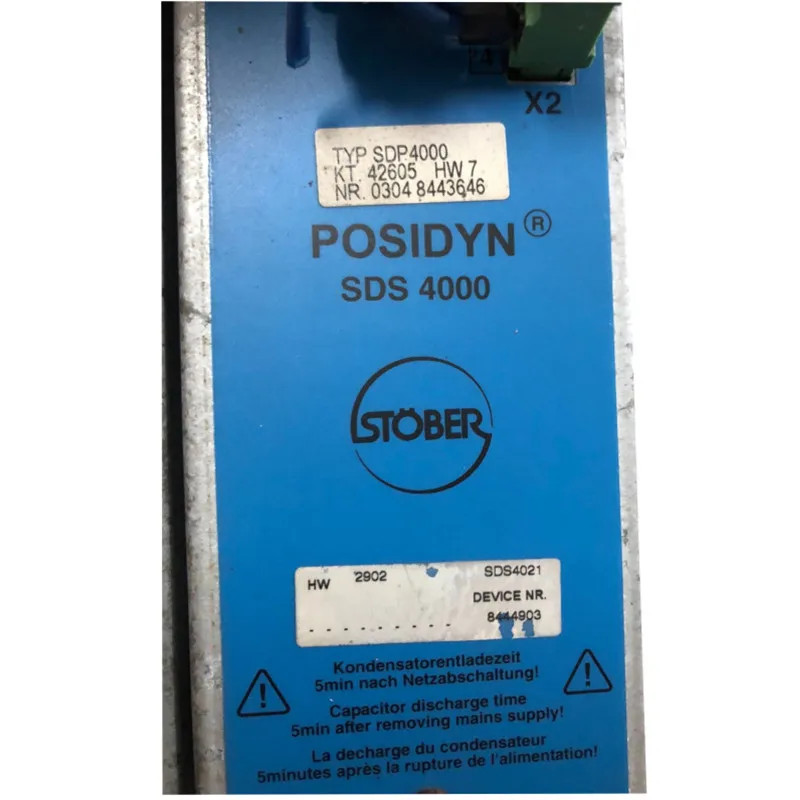 4
X2
TYP SDP4000
KT. 42605 HW 7
NR. 0304 8443646
POSIDYN®
SDS 4000
STÖBER
HW 2902 SDS4021
DEVICE NR.
8444903
Kondensatorentladezeit
5min nach Netzabschaltung!
Capacitor discharge time
5min after removing mains supply!
La decharge du condensateur
5minutes après la rupture de l'alimentation!